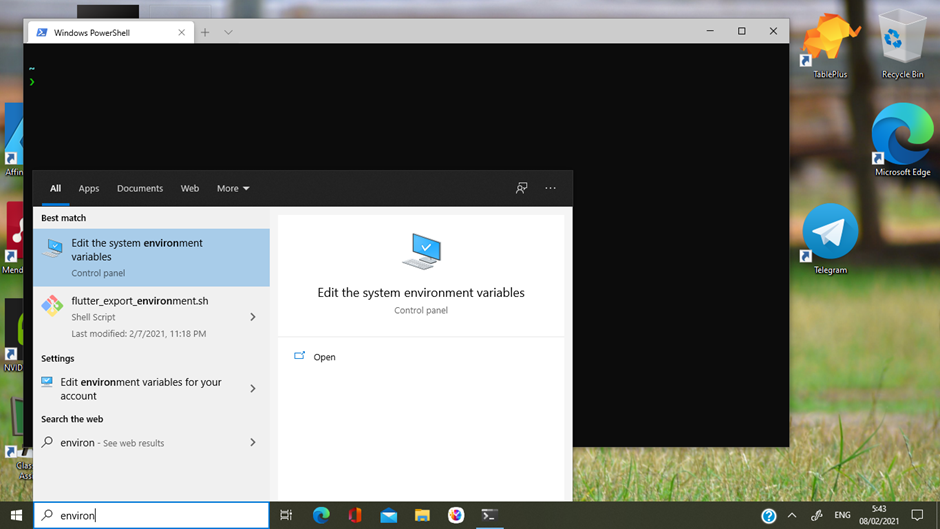 Windows PowerShell
TablePlus
Recycle Bin
~
Affin
Microsoft Edge
All Apps Documents Web More
Best match
Edit the system environment
variables
Control panel
flutter_export_environment.sh
Shell Script
Last modified: 2/7/2021, 11:18 PM
Settings
Edit environment variables for your
account
Search the web
environ - See web results
Edit the system environment variables
Control panel
Open
Telegram
Mend
NVID
Glas
Ass
environ
ENG
5:43
08/02/2021